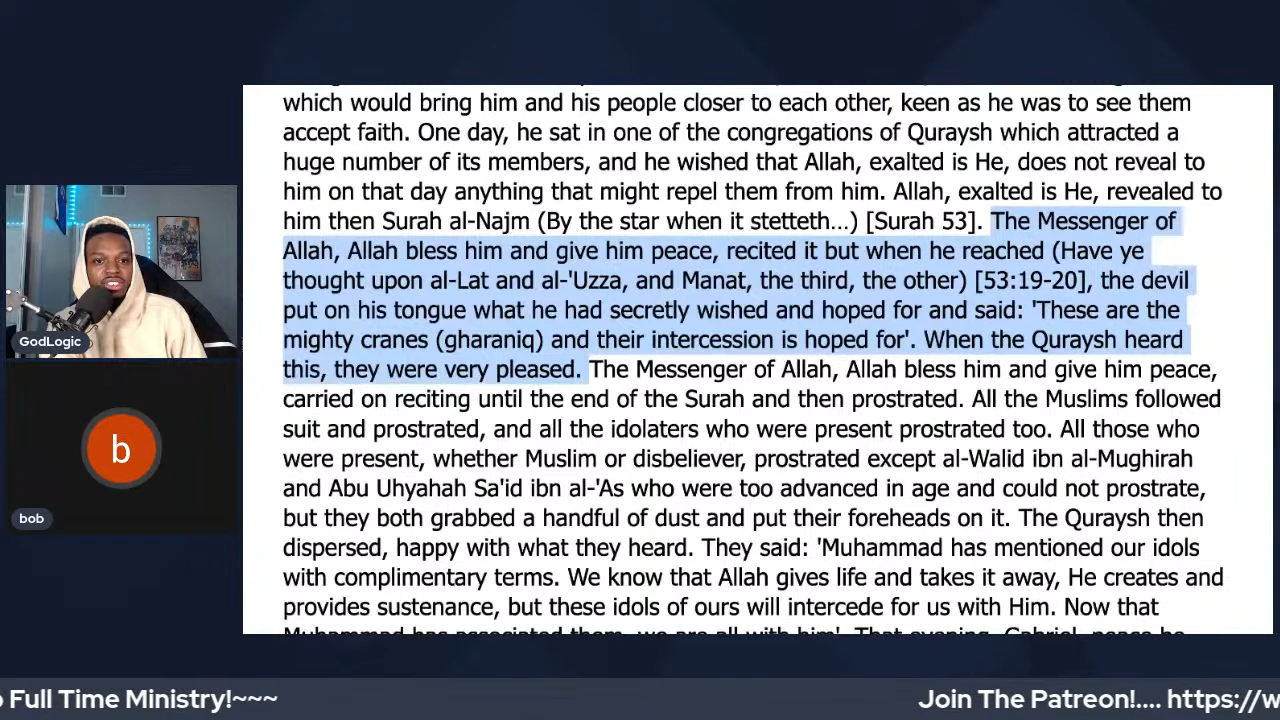 which would bring him and his people closer to each other, keen as he was to see them
accept faith. One day, he sat in one of the congregations of Quraysh which attracted a
huge number of its members, and he wished that Allah, exalted is He, does not reveal to
him on that day anything that might repel them from him. Allah, exalted is He, revealed to
him then Surah al-Najm (By the star when it stetteth…) [Surah 53]. The Messenger of
Allah, Allah bless him and give him peace, recited it but when he reached (Have ye
thought upon al-Lat and al-'Uzza, and Manat, the third, the other) [53:19-20], the devil
put on his tongue what he had secretly wished and hoped for and said: 'These are the
mighty cranes (gharaniq) and their intercession is hoped for'. When the Quraysh heard
this, they were very pleased. The Messenger of Allah, Allah bless him and give him peace,
carried on reciting until the end of the Surah and then prostrated. All the Muslims followed
suit and prostrated, and all the idolaters who were present prostrated too. All those who
were present, whether Muslim or disbeliever, prostrated except al-Walid ibn al-Mughirah
and Abu Uhyahah Sa'id ibn al-'As who were too advanced in age and could not prostrate,
but they both grabbed a handful of dust and put their foreheads on it. The Quraysh then
dispersed, happy with what they heard. They said: 'Muhammad has mentioned our idols
with complimentary terms. We know that Allah gives life and takes it away, He creates and
provides sustenance, but these idols of ours will intercede for us with Him. Now that
Muhammad has associated them, we are all with him'. That evening, Gabriel, peace be
GodLogic
b
bob
o Full Time Ministry!~~~
Join The Patreon!.... https://w